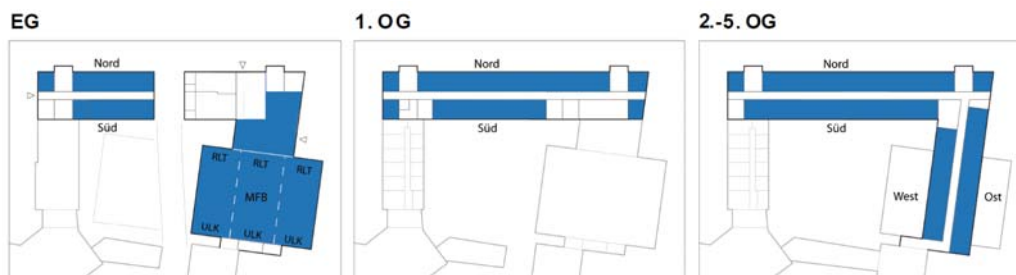 EG
Nord
Süd
RLT RLT RLT
MFB
ULK ULK ULK
1. OG
Nord
Süd
2.-5. OG
Nord
Süd
West Ost